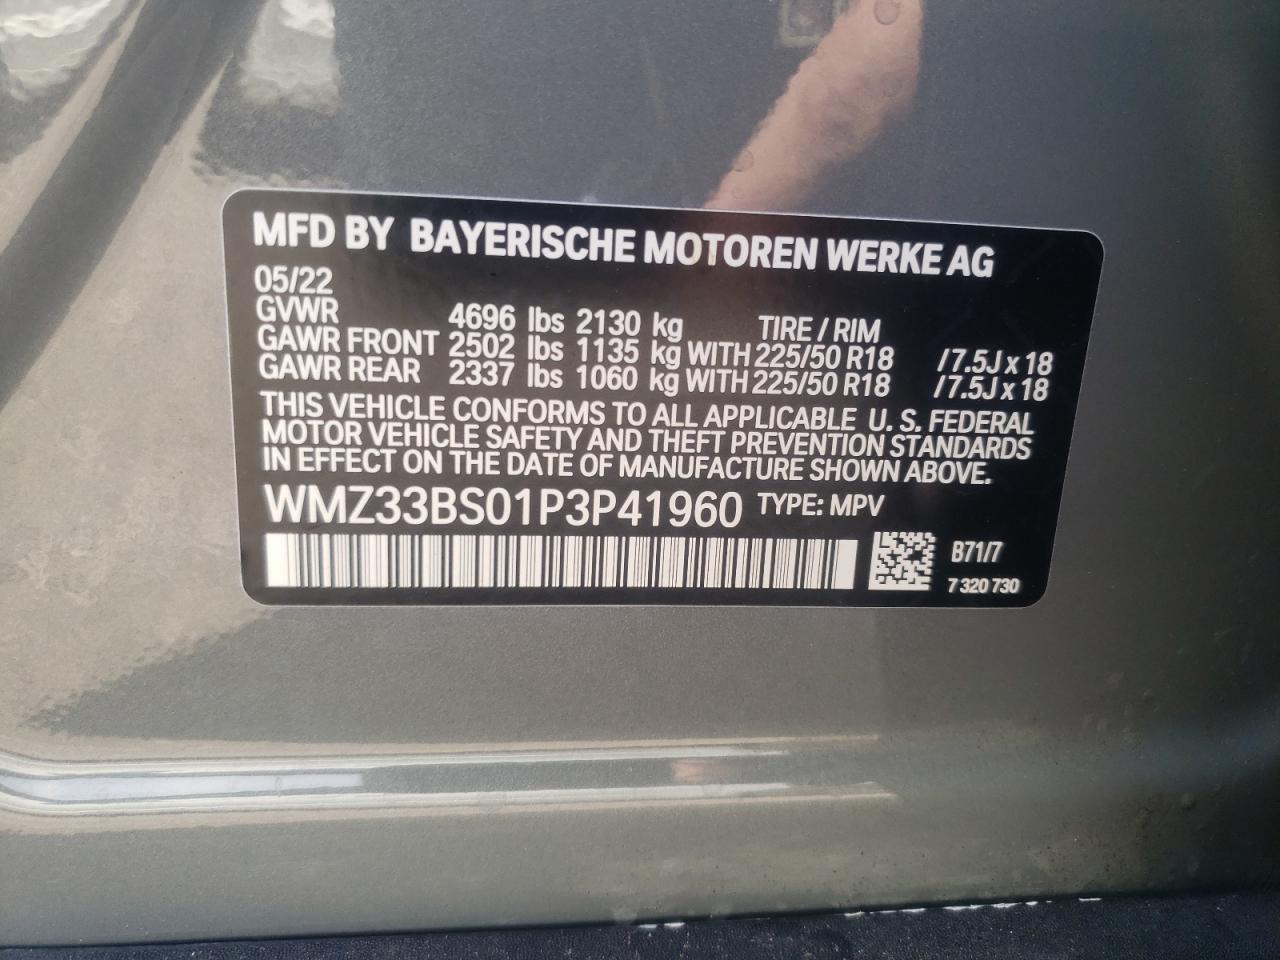 MFD BY BAYERISCHE MOTOREN WERKE AG
05/22
GVWR 4696 lbs 2130 kg TIRE / RIM
GAWR FRONT 2502 lbs 1135 kg WITH 225/50 R18 /7.5J x 18
GAWR REAR 2337 lbs 1060 kg WITH 225/50 R18 /7.5J x 18
THIS VEHICLE CONFORMS TO ALL APPLICABLE U. S. FEDERAL
MOTOR VEHICLE SAFETY AND THEFT PREVENTION STANDARDS
IN EFFECT ON THE DATE OF MANUFACTURE SHOWN ABOVE.
WMZ33BS01P3P41960 TYPE: MPV
B71/7
7 320 730